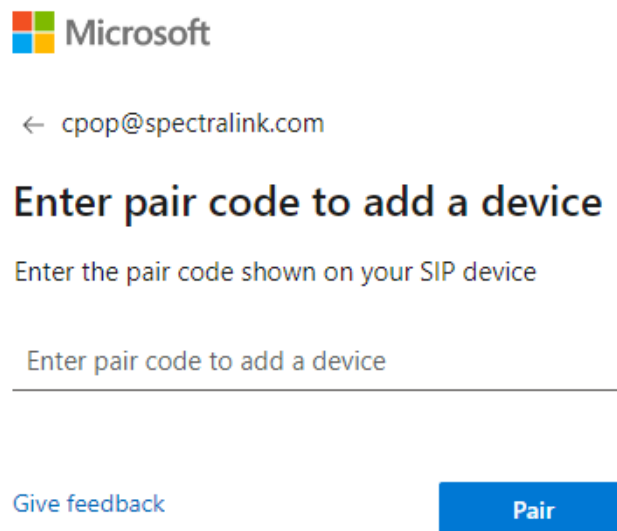 Microsoft
← cpop@spectralink.com
Enter pair code to add a device
Enter the pair code shown on your SIP device
Enter pair code to add a device
Give feedback
Pair